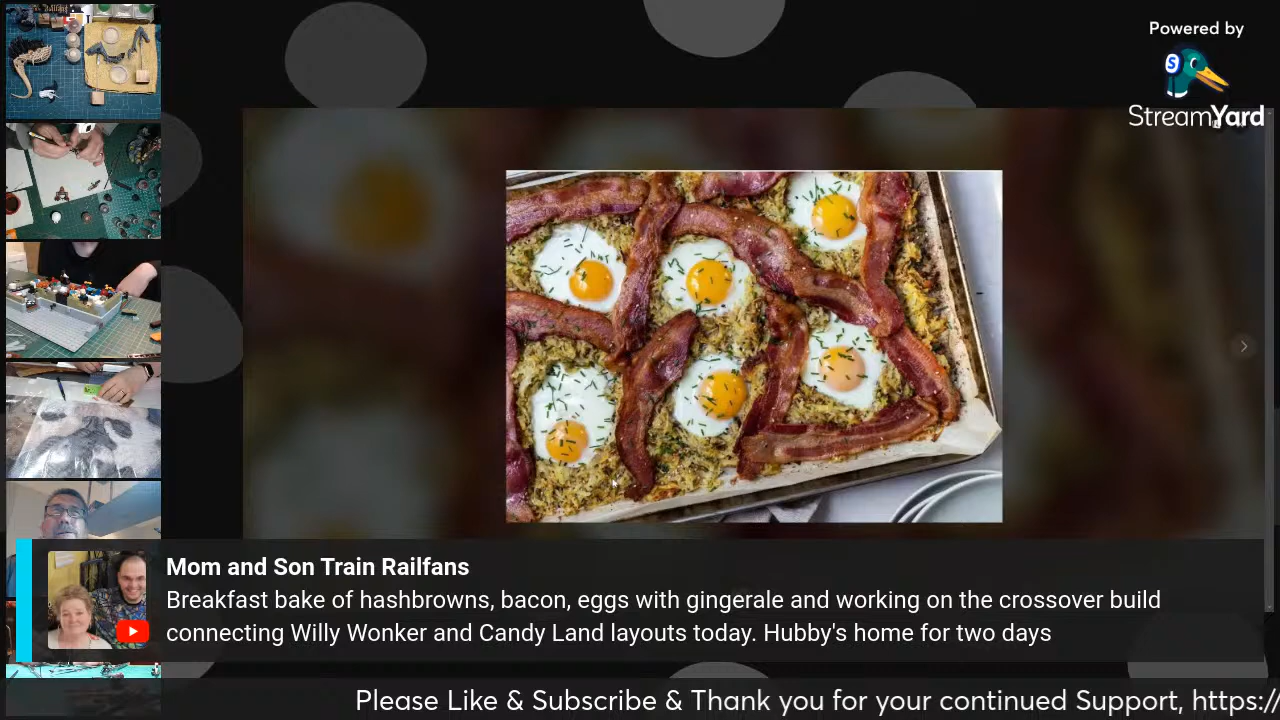 Powered by
S
StreamYard
Mom and Son Train Railfans
Breakfast bake of hashbrowns, bacon, eggs with gingerale and working on the crossover build
connecting Willy Wonker and Candy Land layouts today. Hubby's home for two days
Please Like & Subscribe & Thank you for your continued Support, https://